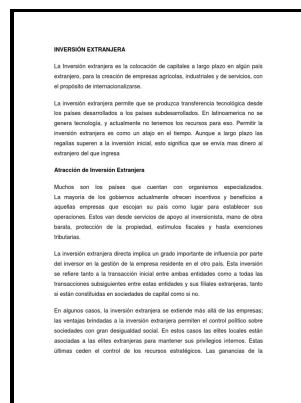 INVERSIÓN EXTRANJERA
La Inversión extranjera es la colocación de capitales a largo plazo en algún país
extranjero, para la creación de empresas agrícolas, industriales y de servicios, con
el propósito de internacionalizarse.
La inversión extranjera permite que se produzca transferencia tecnológica desde
los países desarrollados a los países subdesarrollados. En latinoamerica no se
genera tecnología, y actualmente no tenemos los recursos para eso. Permitir la
inversión extranjera es como un atajo en el tiempo. Aunque a largo plazo las
regalías superen a la inversión inicial, esto significa que se envía mas dinero al
extranjero del que ingresa
Atracción de Inversión Extranjera
Muchos son los países que cuentan con organismos especializados.
La mayoría de los gobiernos actualmente ofrecen incentivos y beneficios a
aquellas empresas que escojan su país como lugar para establecer sus
operaciones. Estos van desde servicios de apoyo al inversionista, mano de obra
barata, protección de la propiedad, estímulos fiscales y hasta exenciones
tributarias.
La inversión extranjera directa implica un grado importante de influencia por parte
del inversor en la gestión de la empresa residente en el otro país. Esta inversión
se refiere tanto a la transacción inicial entre ambas entidades como a todas las
transacciones subsiguientes entre estas entidades y sus filiales extranjeras, tanto
si están constituidas en sociedades de capital como si no.
En algunos casos, la inversión se extiende más allá de las empresas;
las ventajas brindadas a la inversión extranjera permiten el control político sobre
sociedades con gran desigualdad social. En estos casos las elites locales están
asociadas a las elites extranjeras para mantener sus privilegios internos. Estas
últimas ceden el control de los recursos estratégicos. Las ganancias de la